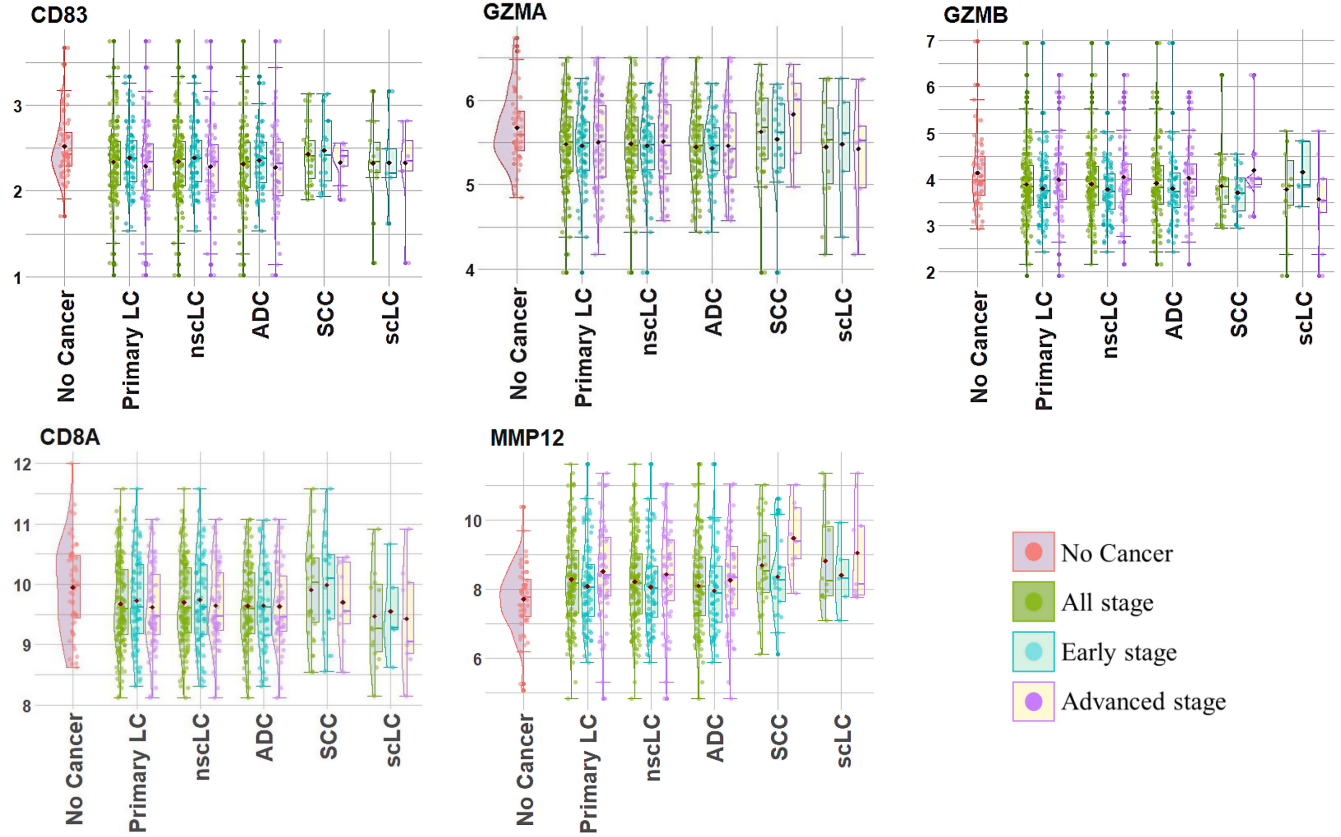 CD83
3
2
1
No Cancer
Primary LC
nscLC
ADC
SCC
scLC
GZMA
6
5
4
No Cancer
Primary LC
nscLC
ADC
SCC
scLC
GZMB
7
6
5
4
3
2
No Cancer
Primary LC
nscLC
ADC
SCC
scLC
CD8A
12
11
10
9
8
No Cancer
Primary LC
nscLC
ADC
SCC
scLC
MMP12
10
8
6
No Cancer
Primary LC
nscLC
ADC
SCC
scLC
No Cancer
All stage
Early stage
Advanced stage